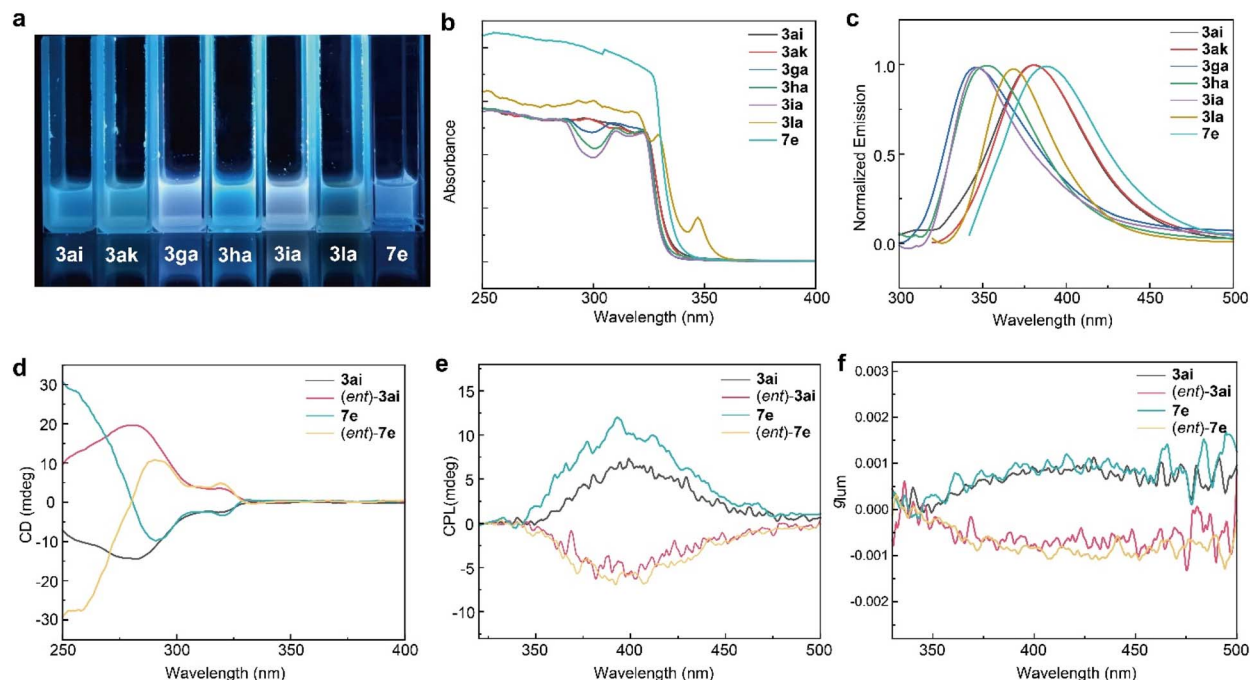 a
3ai 3ak 3ga 3ha 3ia 3la 7e
b
Absorbance
3ai
3ak
3ga
3ha
3ia
3la
7e
250 300 350 400
Wavelength (nm)
c
Normalized Emission
1.0
0.5
0.0
3ai
3ak
3ga
3ha
3ia
3la
7e
300 350 400 450 500
Wavelength (nm)
d
CD (mdeg)
30
20
10
0
-10
-20
-30
3ai
(ent)-3ai
7e
(ent)-7e
250 300 350 400
Wavelength (nm)
e
CPL(mdeg)
15
10
5
0
-5
-10
3ai
(ent)-3ai
7e
(ent)-7e
350 400 450 500
Wavelength (nm)
f
glum
0.003
0.002
0.001
0.000
-0.001
-0.002
3ai
(ent)-3ai
7e
(ent)-7e
350 400 450 500
Wavelength (nm)